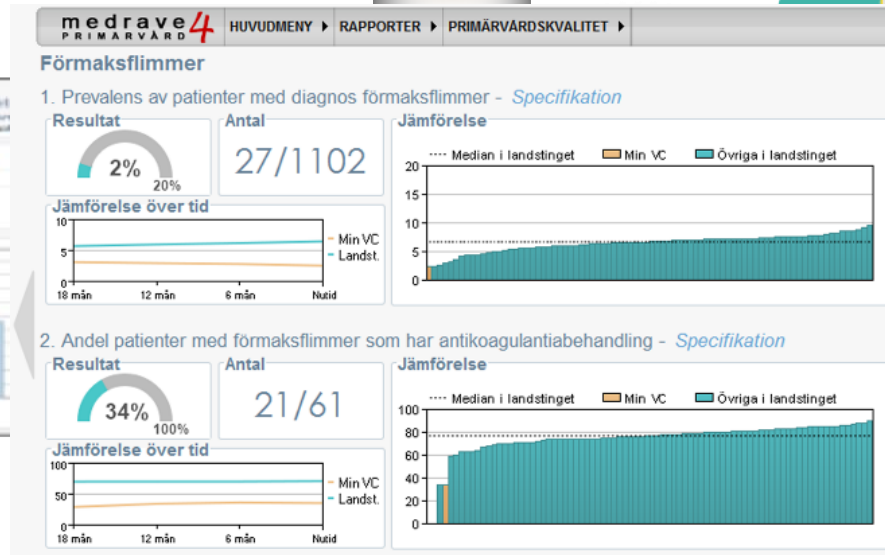 medrave4 HUVUDMENY RAPPORTER PRIMÄRVÅRDSKVALITET
PRIMÄRVÅRD
Förmaksflimmer
1. Prevalens av patienter med diagnos förmaksflimmer - Specifikation
Resultat
2%
20%
Antal
27/1102
Jämförelse
Median i landstinget Min VC Övriga i landstinget
20
15
10
5
0
Jämförelse över tid
10
5
0
18 mån 12 mån 6 mån Nutid
Min VC
Landst.
2. Andel patienter med förmaksflimmer som har antikoagulantiabehandling - Specifikation
Resultat
34%
100%
Antal
21/61
Jämförelse
Median i landstinget Min VC Övriga i landstinget
100
80
60
40
20
0
Jämförelse över tid
100
50
0
18 mån 12 mån 6 mån Nutid
Min VC
Landst.